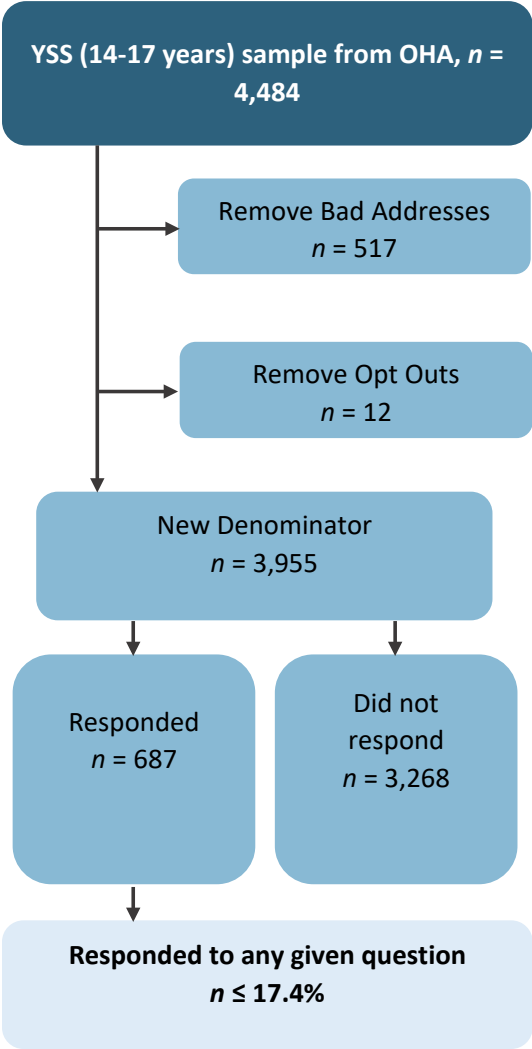 YSS (14-17 years) sample from OHA, n =
4,484
Remove Bad Addresses
n = 517
Remove Opt Outs
n = 12
New Denominator
n = 3,955
Responded
n = 687
Did not
respond
n = 3,268
Responded to any given question
n ≤ 17.4%